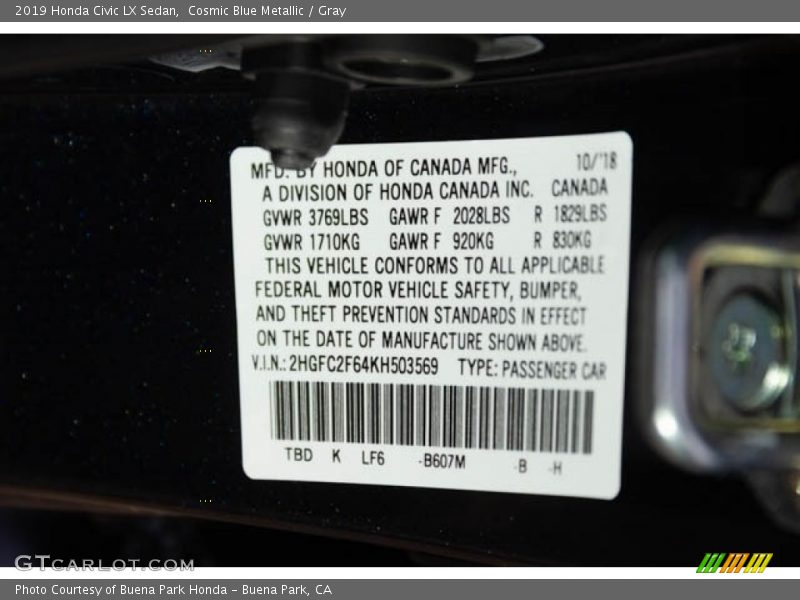 2019 Honda Civic LX Sedan,  Cosmic Blue Metallic / Gray
MFD. BY HONDA OF CANADA MFG., 10/'18
A DIVISION OF HONDA CANADA INC. CANADA
GVWR 3769LBS GAWR F 2028LBS R 1829LBS
GVWR 1710KG GAWR F 920KG R 830KG
THIS VEHICLE CONFORMS TO ALL APPLICABLE
FEDERAL MOTOR VEHICLE SAFETY, BUMPER,
AND THEFT PREVENTION STANDARDS IN EFFECT
ON THE DATE OF MANUFACTURE SHOWN ABOVE.
V.I.N.: 2HGFC2F64KH503569 TYPE: PASSENGER CAR
TBD K LF6 -B607M -B -H
GTCARLOT.COM
Photo Courtesy of Buena Park Honda - Buena Park, CA